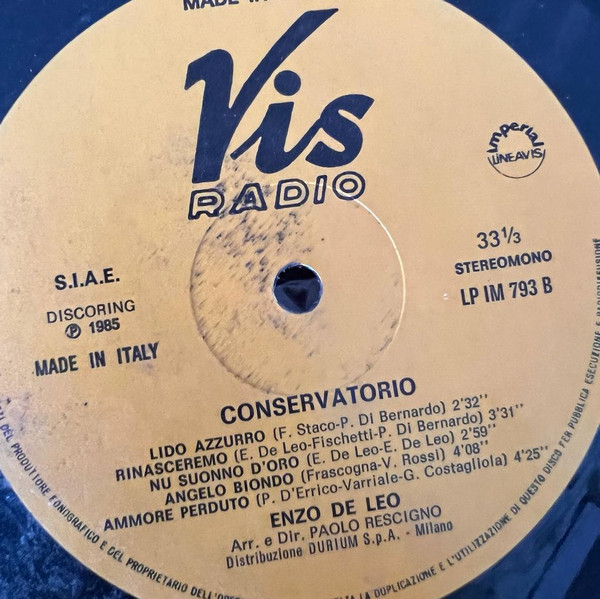 MADE IN
Vis
RADIO
Imperial
LINEAVIS
S.I.A.E.
DISCORING
Ⓟ 1985
MADE IN ITALY
33 1/3
STEREOMONO
LP IM 793 B
CONSERVATORIO
LIDO AZZURRO (F. Staco-P. Di Bernardo) 2'32''
RINASCEREMO (E. De Leo-Fischetti-P. Di Bernardo) 3'31''
NU SUONNO D'ORO (E. De Leo-E. De Leo) 2'59''
ANGELO BIONDO (Frascogna-V. Rossi) 4'08''
AMMORE PERDUTO (P. D'Errico-Varriale-G. Costagliola) 4'25''
ENZO DE LEO
Arr. e Dir. PAOLO RESCIGNO
Distribuzione DURIUM S.p.A. - Milano
DEL PRODUTTORE FONOGRAFICO E DEL PROPRIETARIO DELL'
LA DUPLICAZIONE E L'UTILIZZAZIONE DI QUESTO DISCO PER PUBBLICA ESECUZIONE E RADIODIFFUSIONE